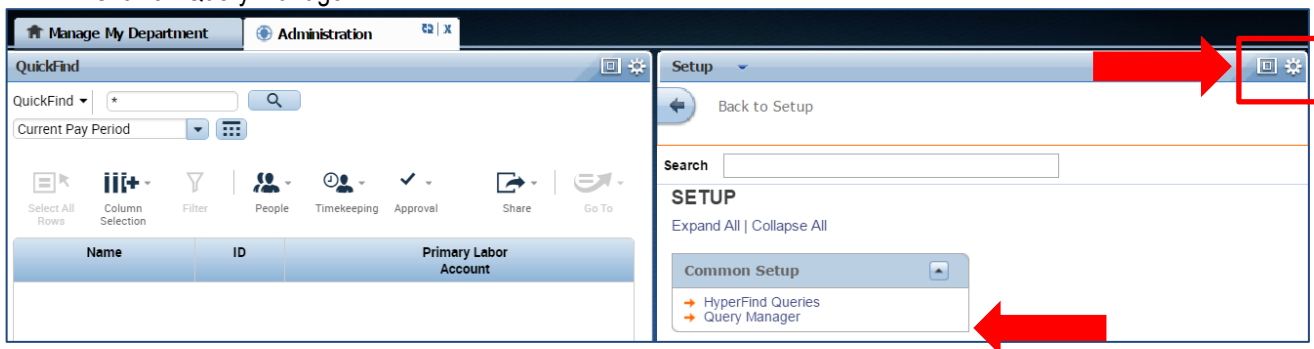 Manage My Department
Administration
X
QuickFind
QuickFind
*
Current Pay Period
Select All Rows
Column Selection
Filter
People
Timekeeping
Approval
Share
Go To
Name
ID
Primary Labor Account
Setup
Back to Setup
Search
SETUP
Expand All | Collapse All
Common Setup
HyperFind Queries
Query Manager